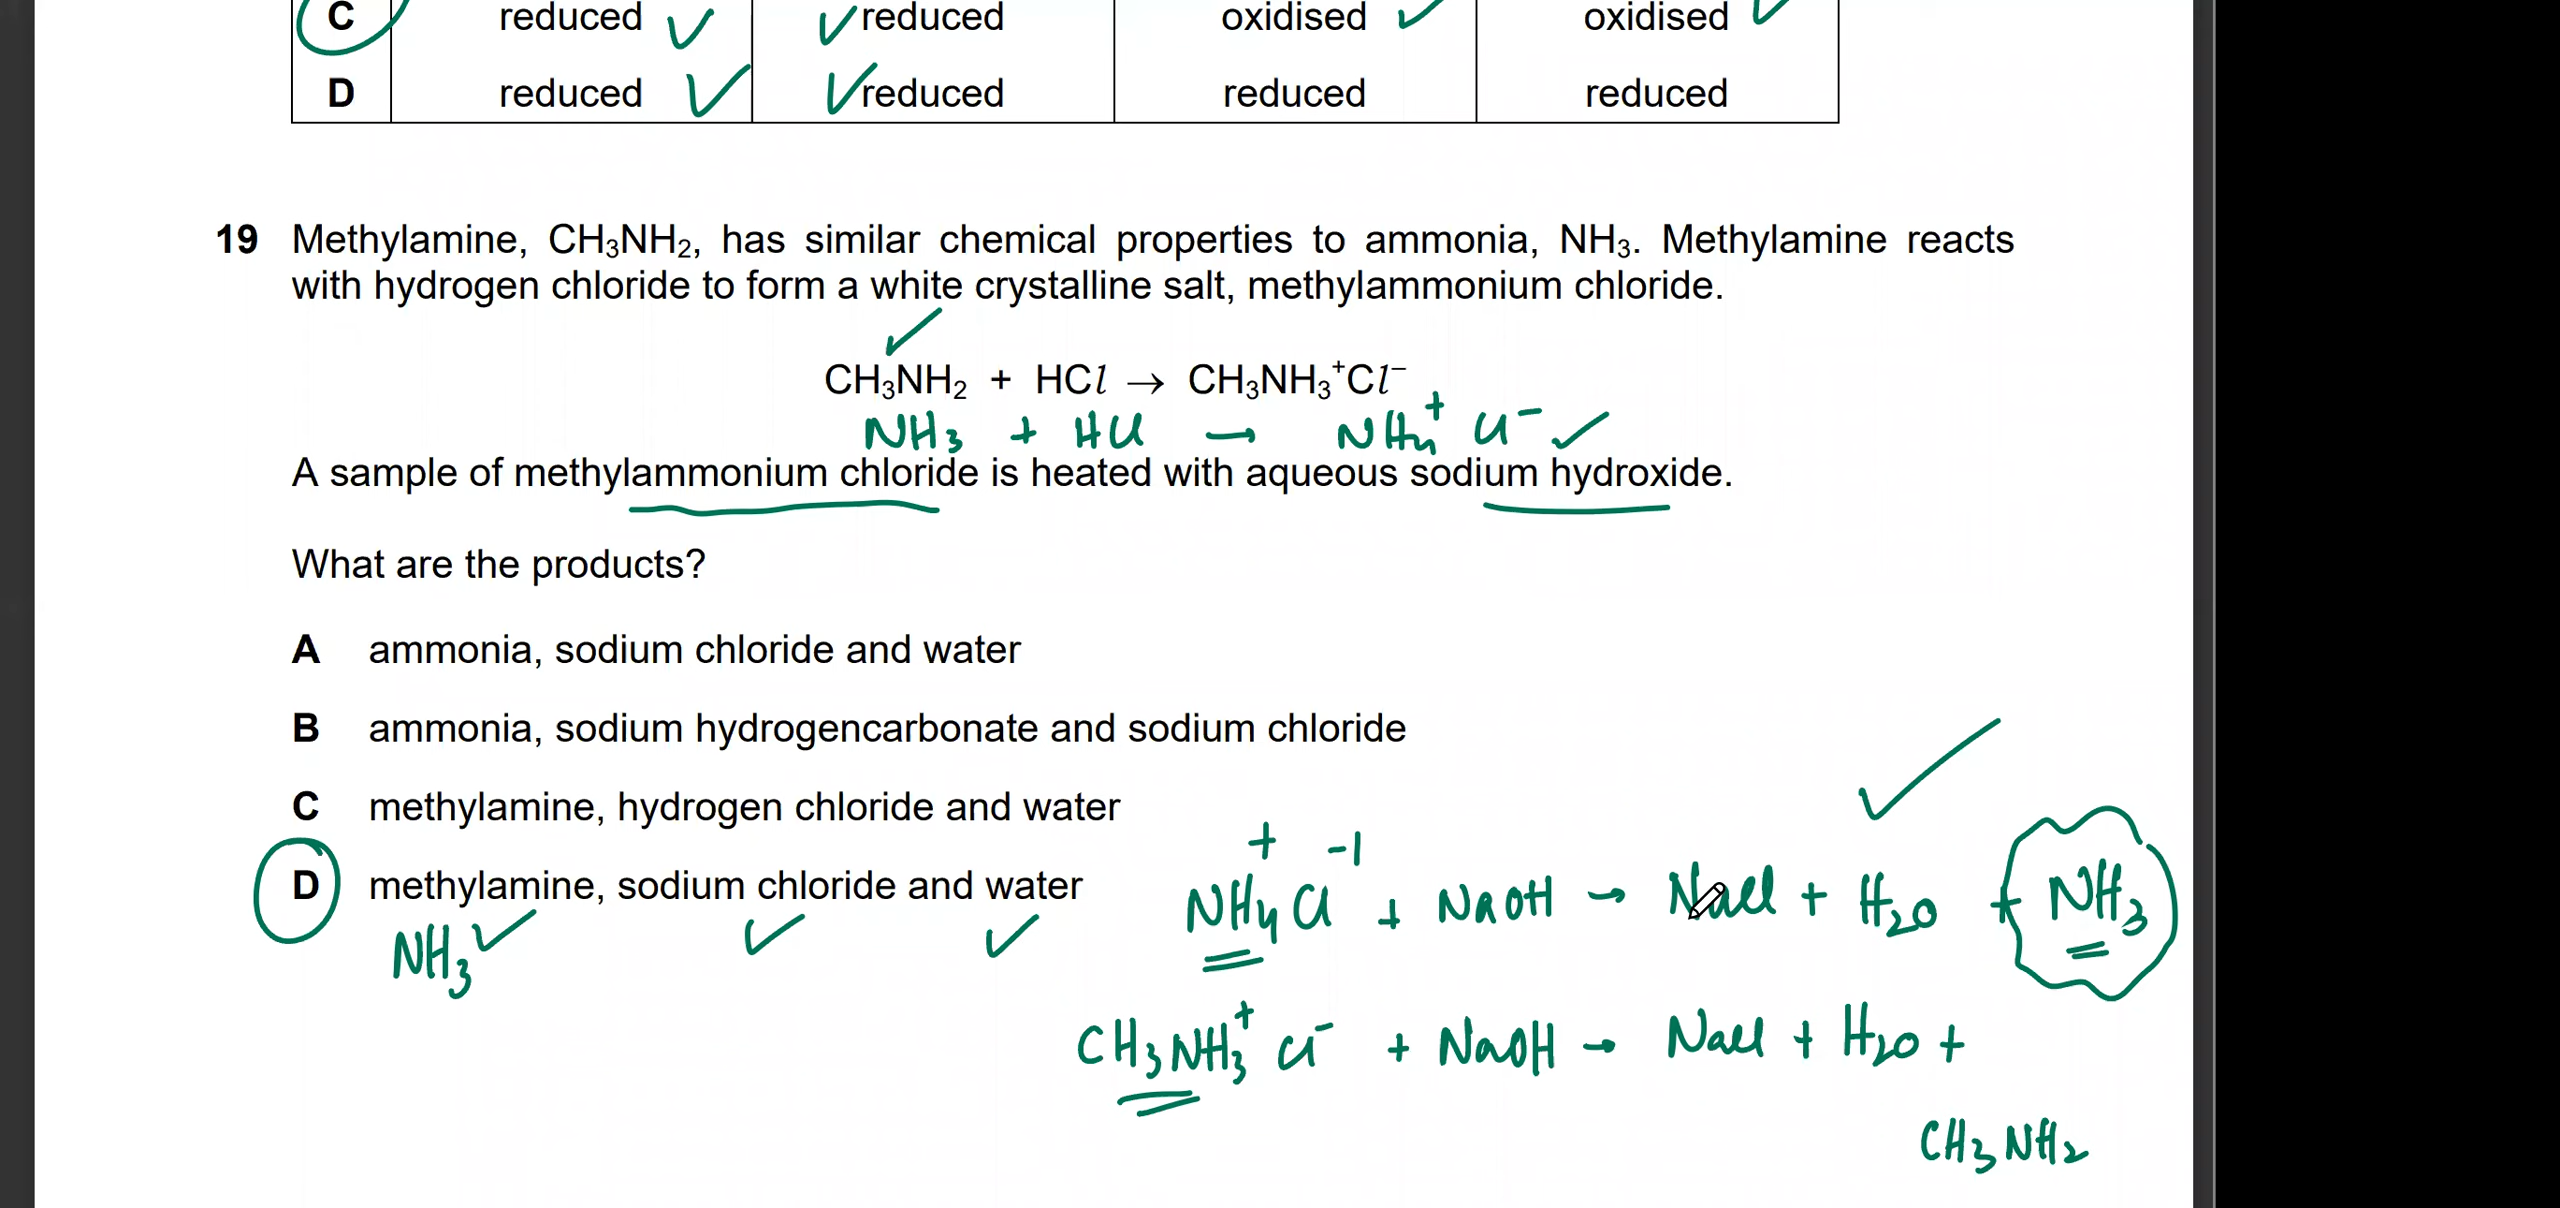 C reduced reduced oxidised oxidised
D reduced reduced reduced reduced
19 Methylamine, CH₃NH₂, has similar chemical properties to ammonia, NH₃. Methylamine reacts
with hydrogen chloride to form a white crystalline salt, methylammonium chloride.
CH₃NH₂ + HCl → CH₃NH₃⁺Cl⁻
NH₃ + HCl → NH₄⁺ Cl⁻
A sample of methylammonium chloride is heated with aqueous sodium hydroxide.
What are the products?
A ammonia, sodium chloride and water
B ammonia, sodium hydrogencarbonate and sodium chloride
C methylamine, hydrogen chloride and water
D methylamine, sodium chloride and water
NH₃
+ -1
NH₄Cl + NaOH → NaCl + H₂O + NH₃
CH₃NH₃⁺ Cl⁻ + NaOH → NaCl + H₂O +
CH₃NH₂